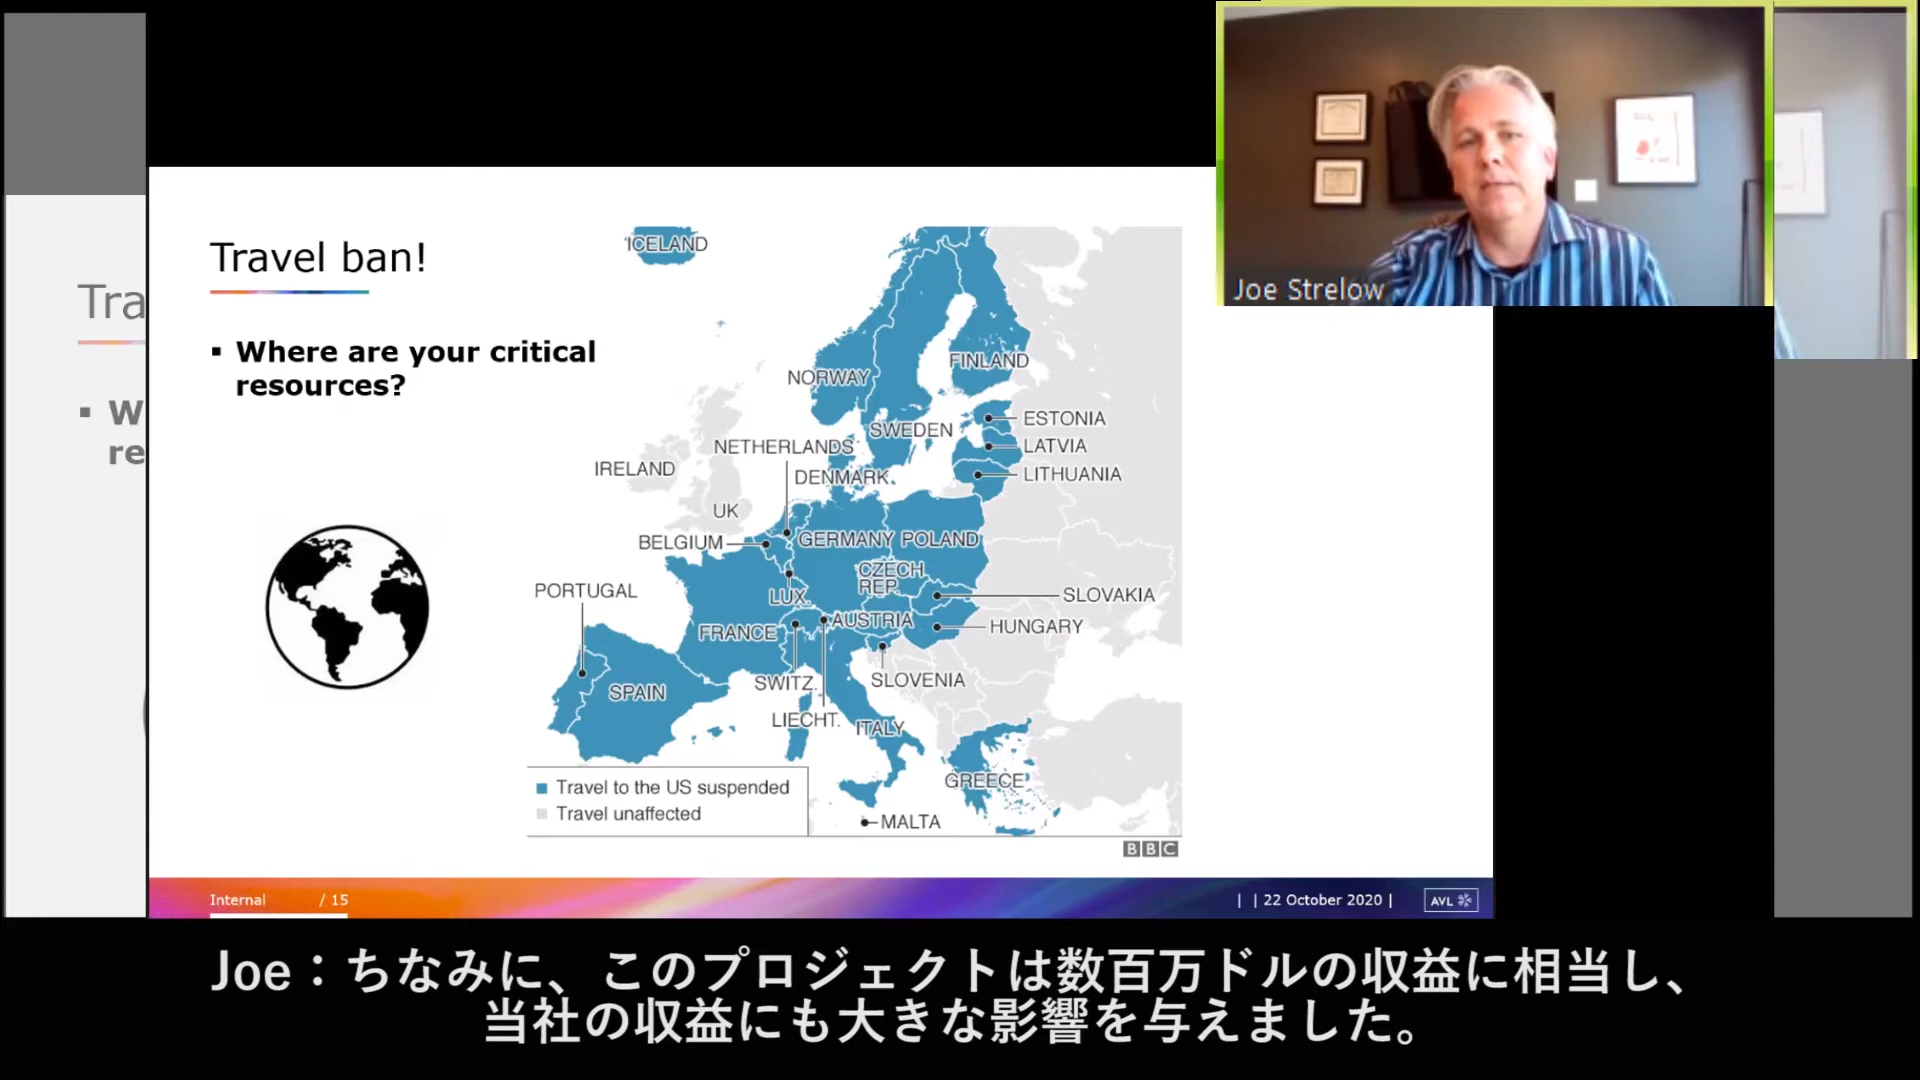 Travel ban!
▪ Where are your critical
resources?
ICELAND
NORWAY
FINLAND
SWEDEN
ESTONIA
LATVIA
LITHUANIA
NETHERLANDS
DENMARK
IRELAND
UK
BELGIUM
GERMANY
POLAND
CZECH
REP.
LUX.
SLOVAKIA
PORTUGAL
AUSTRIA
HUNGARY
FRANCE
SPAIN
SWITZ.
SLOVENIA
LIECHT.
ITALY
GREECE
MALTA
Travel to the US suspended
Travel unaffected
BBC
Internal / 15
| | 22 October 2020 |
AVL
Joe Strelow
Tra
▪ W
re
Joe：ちなみに、このプロジェクトは数百万ドルの収益に相当し、
当社の収益にも大きな影響を与えました。